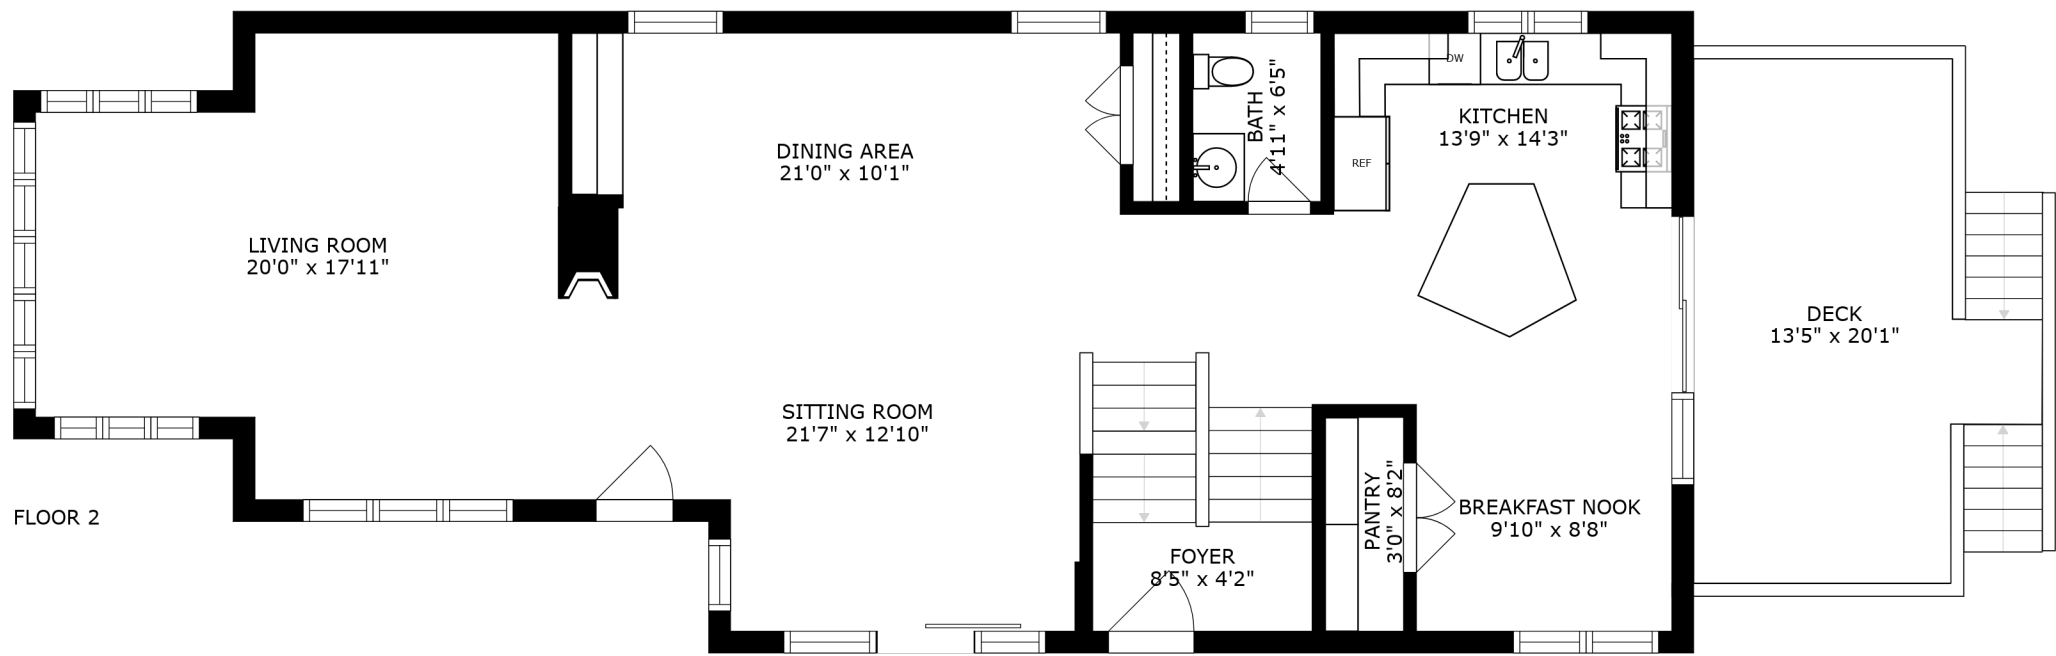 DW
KITCHEN
13'9" x 14'3"
BATH
4'11" x 6'5"
DINING AREA
21'0" x 10'1"
REF
LIVING ROOM
20'0" x 17'11"
DECK
13'5" x 20'1"
SITTING ROOM
21'7" x 12'10"
PANTRY
3'0" x 8'2"
BREAKFAST NOOK
9'10" x 8'8"
FLOOR 2
FOYER
8'5" x 4'2"